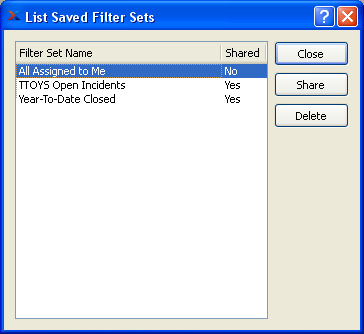 List Saved Filter Sets
Filter Set Name Shared
All Assigned to Me No
TTOYS Open Incidents Yes
Year-To-Date Closed Yes
Close
Share
Delete